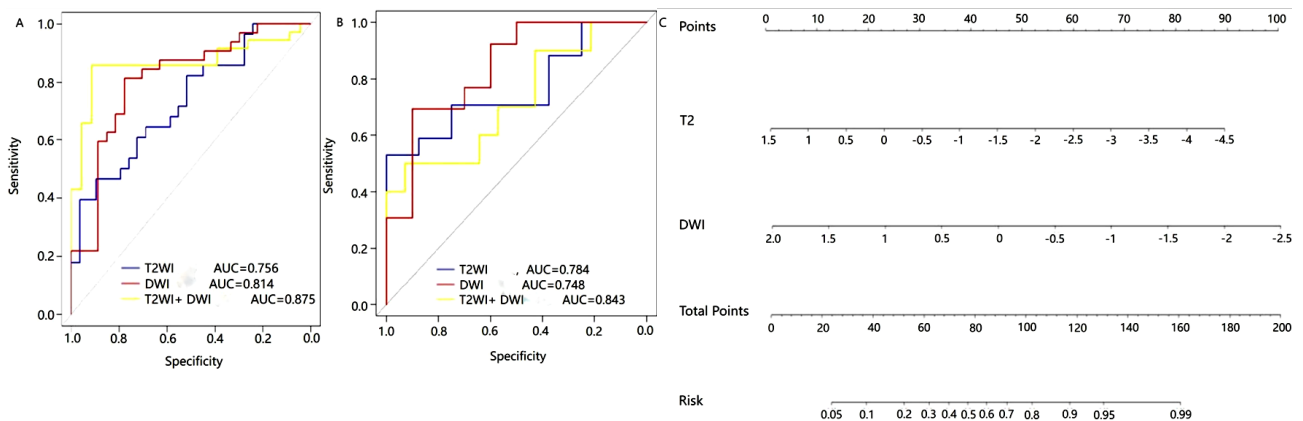 A
1.0
0.8
0.6
0.4
0.2
0.0
Sensitivity
T2WI AUC=0.756
DWI AUC=0.814
T2WI+ DWI AUC=0.875
1.0 0.8 0.6 0.4 0.2 0.0
Specificity
B
1.0
0.8
0.6
0.4
0.2
0.0
Sensitivity
T2WI , AUC=0.784
DWI AUC=0.748
T2WI+ DWI AUC=0.843
1.0 0.8 0.6 0.4 0.2 0.0
Specificity
C
Points 0 10 20 30 40 50 60 70 80 90 100
T2
1.5 1 0.5 0 -0.5 -1 -1.5 -2 -2.5 -3 -3.5 -4 -4.5
DWI
2.0 1.5 1 0.5 0 -0.5 -1 -1.5 -2 -2.5
Total Points
0 20 40 60 80 100 120 140 160 180 200
Risk
0.05 0.1 0.2 0.3 0.4 0.5 0.6 0.7 0.8 0.9 0.95 0.99